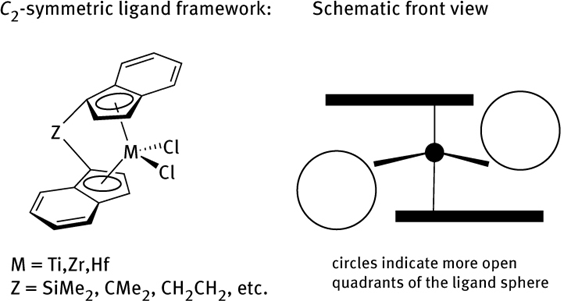 C2-symmetric ligand framework:
Schematic front view
Z
M
Cl
Cl
M = Ti,Zr,Hf
Z = SiMe2, CMe2, CH2CH2, etc.
circles indicate more open
quadrants of the ligand sphere